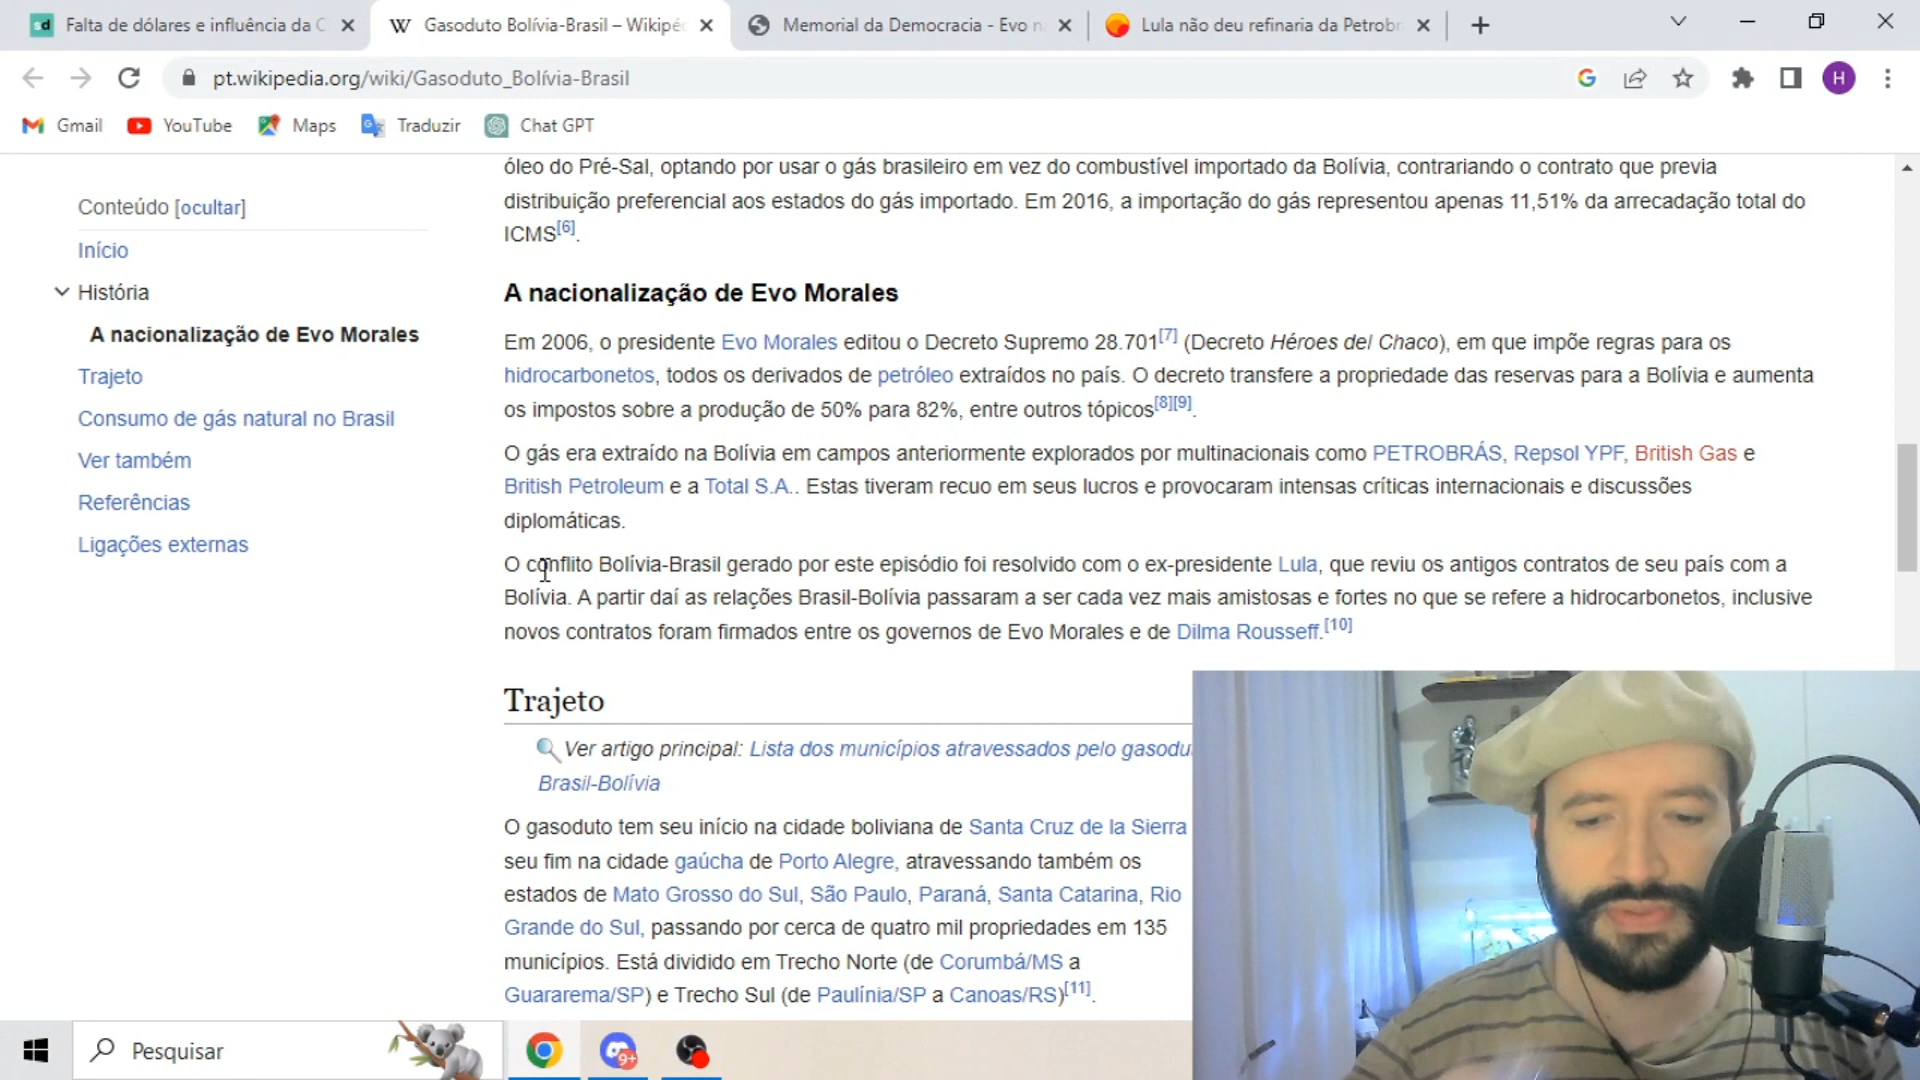 Falta de dólares e influência da C
Gasoduto Bolívia-Brasil – Wikipéd
Memorial da Democracia - Evo n
Lula não deu refinaria da Petrobr
pt.wikipedia.org/wiki/Gasoduto_Bolívia-Brasil
H
Gmail
YouTube
Maps
Traduzir
Chat GPT
Conteúdo [ocultar]
Início
História
A nacionalização de Evo Morales
Trajeto
Consumo de gás natural no Brasil
Ver também
Referências
Ligações externas
óleo do Pré-Sal, optando por usar o gás brasileiro em vez do combustível importado da Bolívia, contrariando o contrato que previa
distribuição preferencial aos estados do gás importado. Em 2016, a importação do gás representou apenas 11,51% da arrecadação total do
ICMS[6].
A nacionalização de Evo Morales
Em 2006, o presidente Evo Morales editou o Decreto Supremo 28.701[7] (Decreto Héroes del Chaco), em que impõe regras para os
hidrocarbonetos, todos os derivados de petróleo extraídos no país. O decreto transfere a propriedade das reservas para a Bolívia e aumenta
os impostos sobre a produção de 50% para 82%, entre outros tópicos[8][9].
O gás era extraído na Bolívia em campos anteriormente explorados por multinacionais como PETROBRÁS, Repsol YPF, British Gas e
British Petroleum e a Total S.A.. Estas tiveram recuo em seus lucros e provocaram intensas críticas internacionais e discussões
diplomáticas.
O conflito Bolívia-Brasil gerado por este episódio foi resolvido com o ex-presidente Lula, que reviu os antigos contratos de seu país com a
Bolívia. A partir daí as relações Brasil-Bolívia passaram a ser cada vez mais amistosas e fortes no que se refere a hidrocarbonetos, inclusive
novos contratos foram firmados entre os governos de Evo Morales e de Dilma Rousseff.[10]
Trajeto
Ver artigo principal: Lista dos municípios atravessados pelo gasodu
Brasil-Bolívia
O gasoduto tem seu início na cidade boliviana de Santa Cruz de la Sierra
seu fim na cidade gaúcha de Porto Alegre, atravessando também os
estados de Mato Grosso do Sul, São Paulo, Paraná, Santa Catarina, Rio
Grande do Sul, passando por cerca de quatro mil propriedades em 135
municípios. Está dividido em Trecho Norte (de Corumbá/MS a
Guararema/SP) e Trecho Sul (de Paulínia/SP a Canoas/RS)[11].
Pesquisar
9+